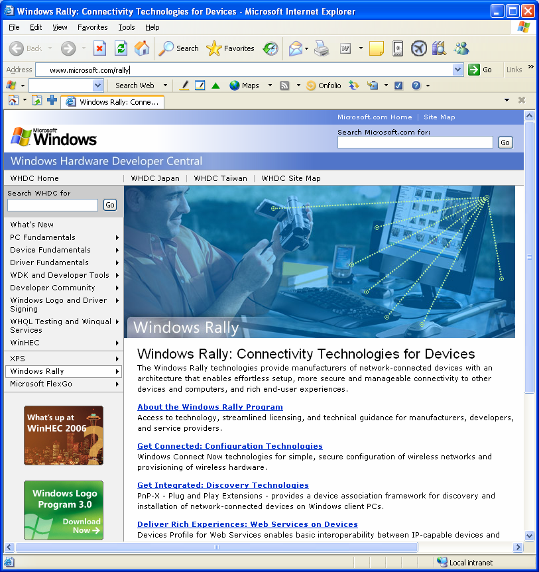 Windows Rally: Connectivity Technologies for Devices - Microsoft Internet Explorer
File Edit View Favorites Tools Help
Back Search Favorites
Address www.microsoft.com/rally Go Links »
Search Web Maps Onfolio
Windows Rally: Conne...
Microsoft.com Home | Site Map
Microsoft Windows
Search Microsoft.com for:
Go
Windows Hardware Developer Central
WHDC Home | WHDC Japan | WHDC Taiwan | WHDC Site Map
Search WHDC for
Go
What's New
PC Fundamentals
Device Fundamentals
Driver Fundamentals
WDK and Developer Tools
Developer Community
Windows Logo and Driver
Signing
WHQL Testing and Winqual
Services
WinHEC
XPS
Windows Rally
Microsoft FlexGo
What's up at
WinHEC 2006
Windows Logo
Program 3.0
Download
Now >
Windows Rally
Windows Rally: Connectivity Technologies for Devices
The Windows Rally technologies provide manufacturers of network-connected devices with an
architecture that enables effortless setup, more secure and manageable connectivity to other
devices and computers, and rich end-user experiences.
About the Windows Rally Program
Access to technology, streamlined licensing, and technical guidance for manufacturers, developers,
and service providers.
Get Connected: Configuration Technologies
Windows Connect Now technologies for simple, secure configuration of wireless networks and
provisioning of wireless hardware.
Get Integrated: Discovery Technologies
PnP-X - Plug and Play Extensions - provides a device association framework for discovery and
installation of network-connected devices on Windows client PCs.
Deliver Rich Experiences: Web Services on Devices
Devices Profile for Web Services enables basic interoperability between IP-capable devices and
Local intranet